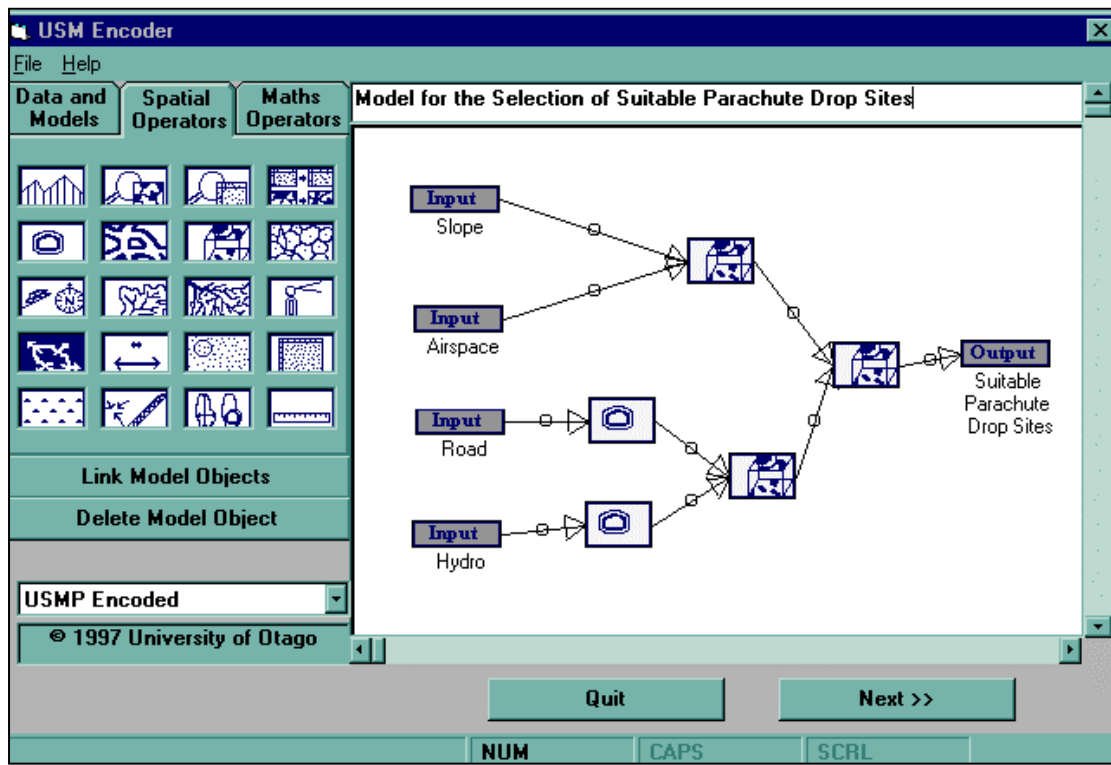 USM Encoder
File Help
Data and
Models
Spatial
Operators
Maths
Operators
Model for the Selection of Suitable Parachute Drop Sites
Input
Slope
Input
Airspace
Input
Road
Input
Hydro
Output
Suitable
Parachute
Drop Sites
N
Link Model Objects
Delete Model Object
USMP Encoded
© 1997 University of Otago
Quit
Next >>
NUM
CAPS
SCRL